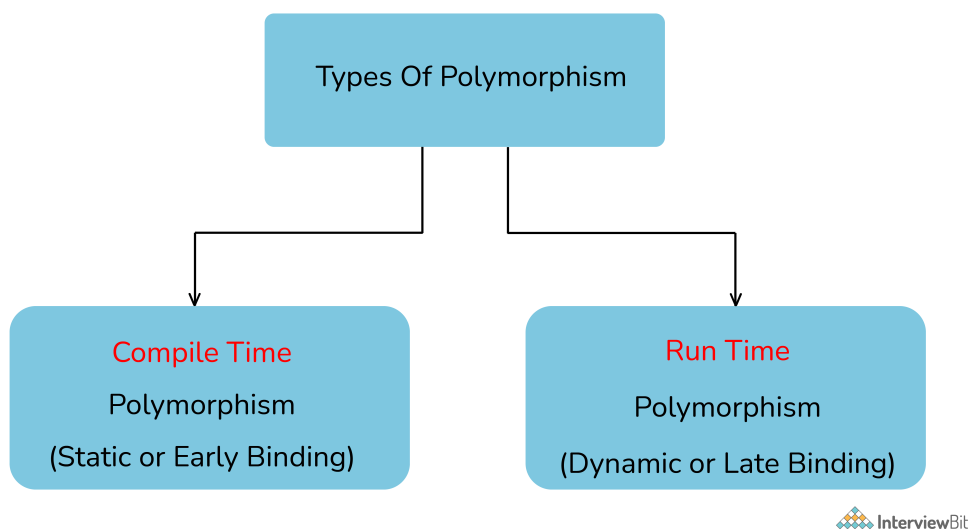 Types Of Polymorphism
Compile Time
Polymorphism
(Static or Early Binding)
Run Time
Polymorphism
(Dynamic or Late Binding)
InterviewBit